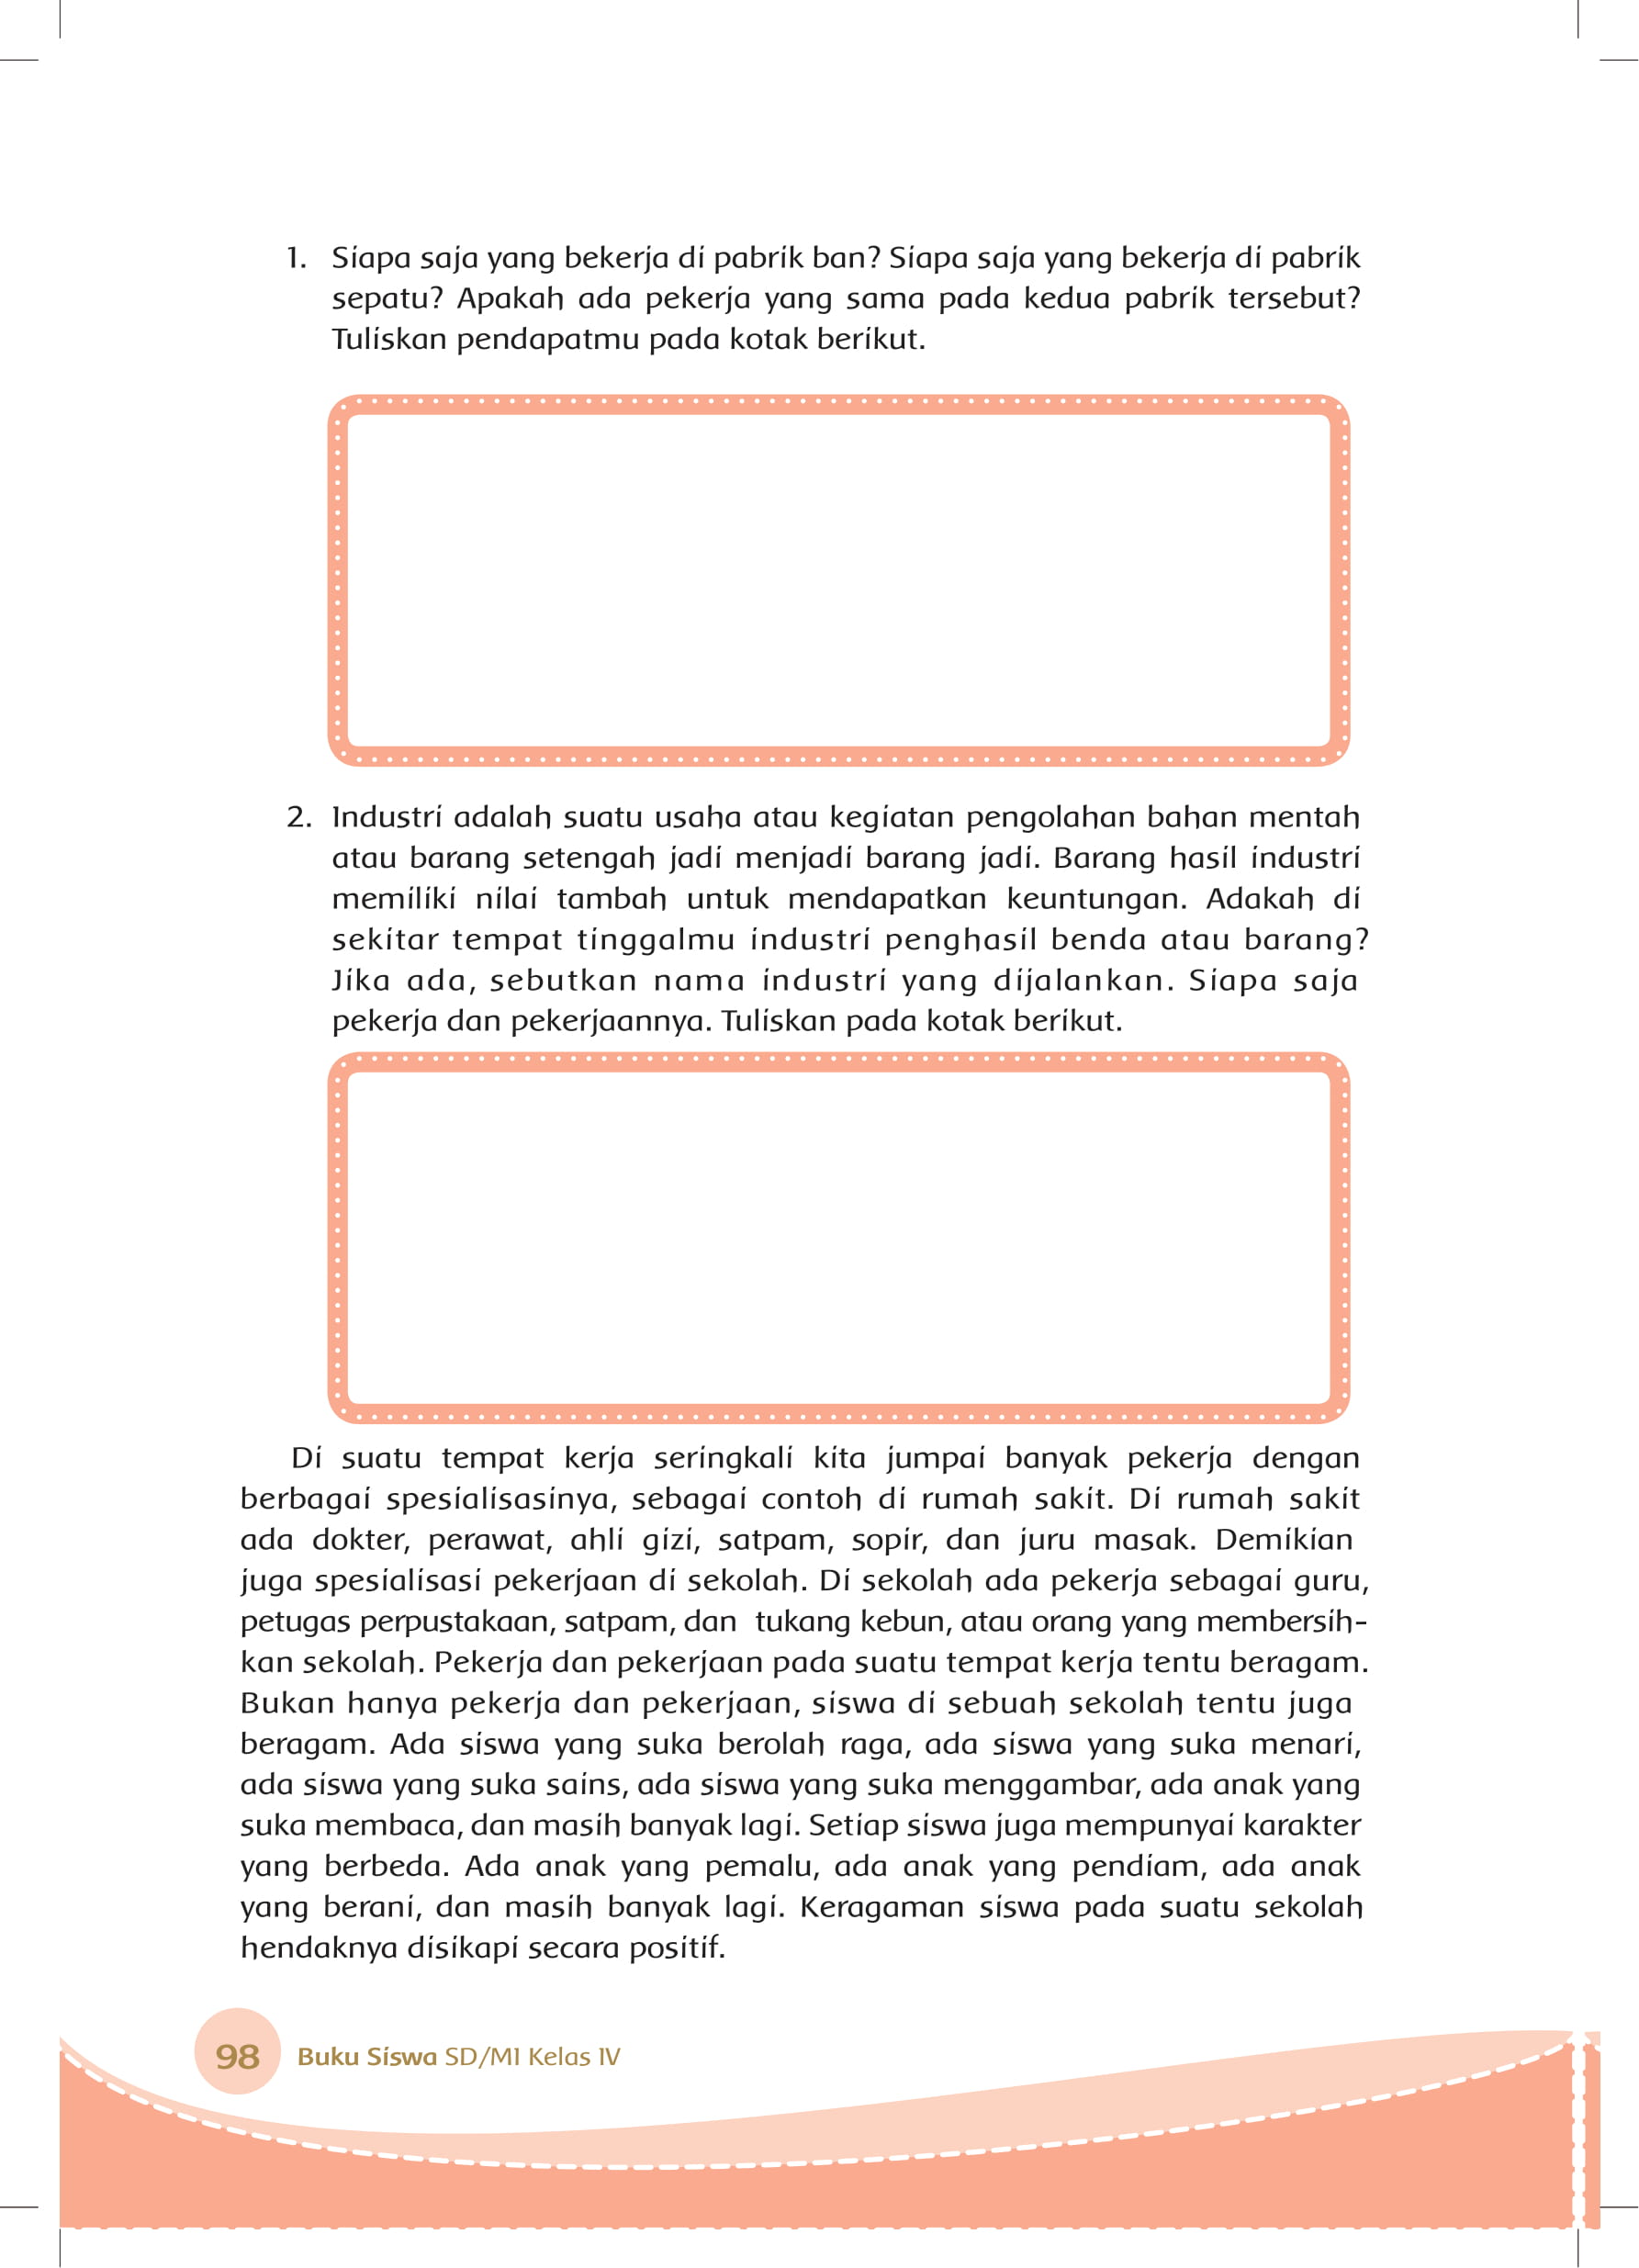 1. Siapa saja yang bekerja di pabrik ban? Siapa saja yang bekerja di pabrik
sepatu? Apakah ada pekerja yang sama pada kedua pabrik tersebut?
Tuliskan pendapatmu pada kotak berikut.
2. Industri adalah suatu usaha atau kegiatan pengolahan bahan mentah
atau barang setengah jadi menjadi barang jadi. Barang hasil industri
memiliki nilai tambah untuk mendapatkan keuntungan. Adakah di
sekitar tempat tinggalmu industri penghasil benda atau barang?
Jika ada, sebutkan nama industri yang dijalankan. Siapa saja
pekerja dan pekerjaannya. Tuliskan pada kotak berikut.
Di suatu tempat kerja seringkali kita jumpai banyak pekerja dengan
berbagai spesialisasinya, sebagai contoh di rumah sakit. Di rumah sakit
ada dokter, perawat, ahli gizi, satpam, sopir, dan juru masak. Demikian
juga spesialisasi pekerjaan di sekolah. Di sekolah ada pekerja sebagai guru,
petugas perpustakaan, satpam, dan tukang kebun, atau orang yang membersih-
kan sekolah. Pekerja dan pekerjaan pada suatu tempat kerja tentu beragam.
Bukan hanya pekerja dan pekerjaan, siswa di sebuah sekolah tentu juga
beragam. Ada siswa yang suka berolah raga, ada siswa yang suka menari,
ada siswa yang suka sains, ada siswa yang suka menggambar, ada anak yang
suka membaca, dan masih banyak lagi. Setiap siswa juga mempunyai karakter
yang berbeda. Ada anak yang pemalu, ada anak yang pendiam, ada anak
yang berani, dan masih banyak lagi. Keragaman siswa pada suatu sekolah
hendaknya disikapi secara positif.
98 Buku Siswa SD/MI Kelas IV